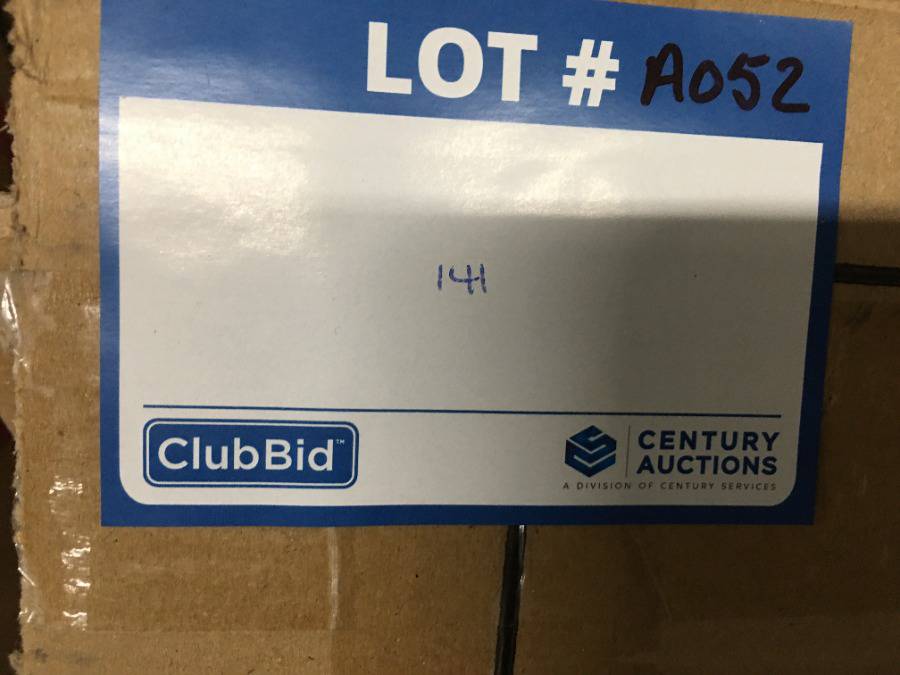 LOT # A052
141
ClubBid™
CENTURY
AUCTIONS
A DIVISION OF CENTURY SERVICES